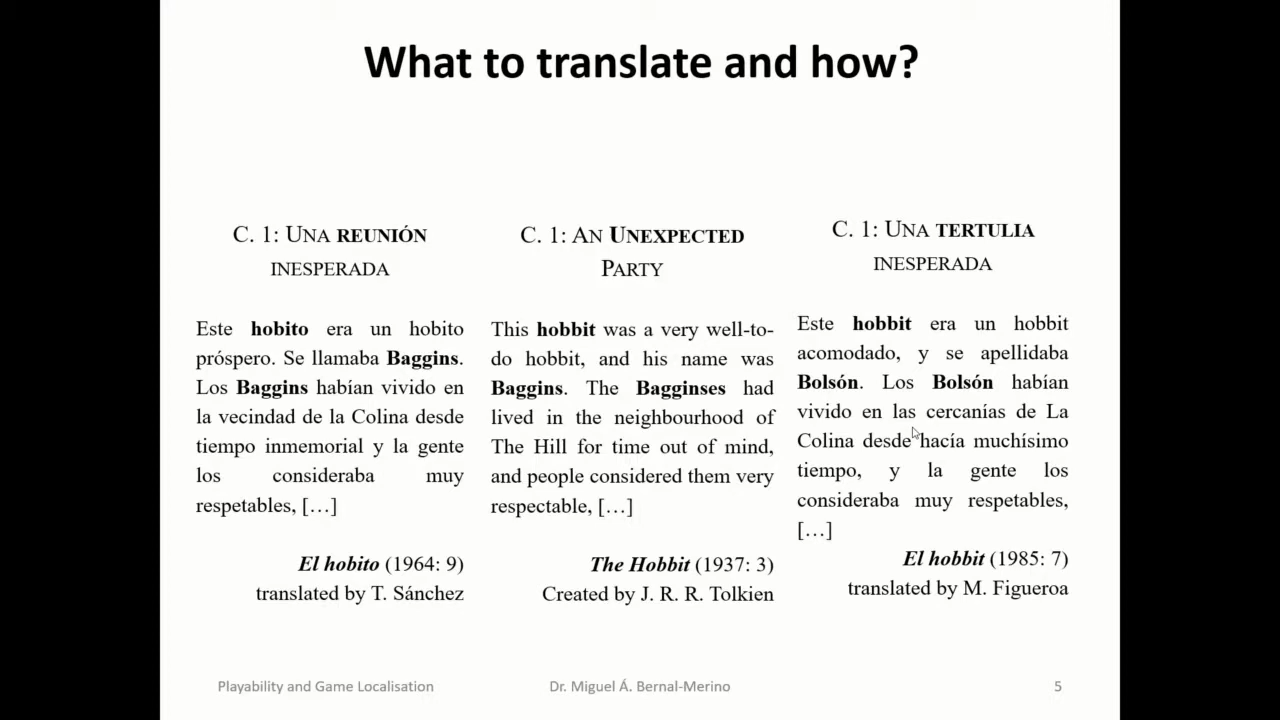 What to translate and how?
C. 1: UNA REUNIÓN
INESPERADA
Este hobito era un hobito
próspero. Se llamaba Baggins.
Los Baggins habían vivido en
la vecindad de la Colina desde
tiempo inmemorial y la gente
los consideraba muy
respetables, […]
El hobito (1964: 9)
translated by T. Sánchez
C. 1: AN UNEXPECTED
PARTY
This hobbit was a very well-to-
do hobbit, and his name was
Baggins. The Bagginses had
lived in the neighbourhood of
The Hill for time out of mind,
and people considered them very
respectable, […]
The Hobbit (1937: 3)
Created by J. R. R. Tolkien
C. 1: UNA TERTULIA
INESPERADA
Este hobbit era un hobbit
acomodado, y se apellidaba
Bolsón. Los Bolsón habían
vivido en las cercanías de La
Colina desde hacía muchísimo
tiempo, y la gente los
consideraba muy respetables,
[…]
El hobbit (1985: 7)
translated by M. Figueroa
Playability and Game Localisation
Dr. Miguel Á. Bernal-Merino
5